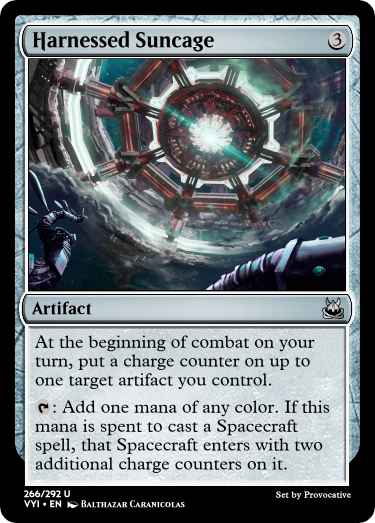 Harnessed Suncage 3
Artifact
At the beginning of combat on your
turn, put a charge counter on up to
one target artifact you control.
: Add one mana of any color. If this
mana is spent to cast a Spacecraft
spell, that Spacecraft enters with two
additional charge counters on it.
266/292 U
VYI • EN Balthazar Caranicolas
Set by Provocative